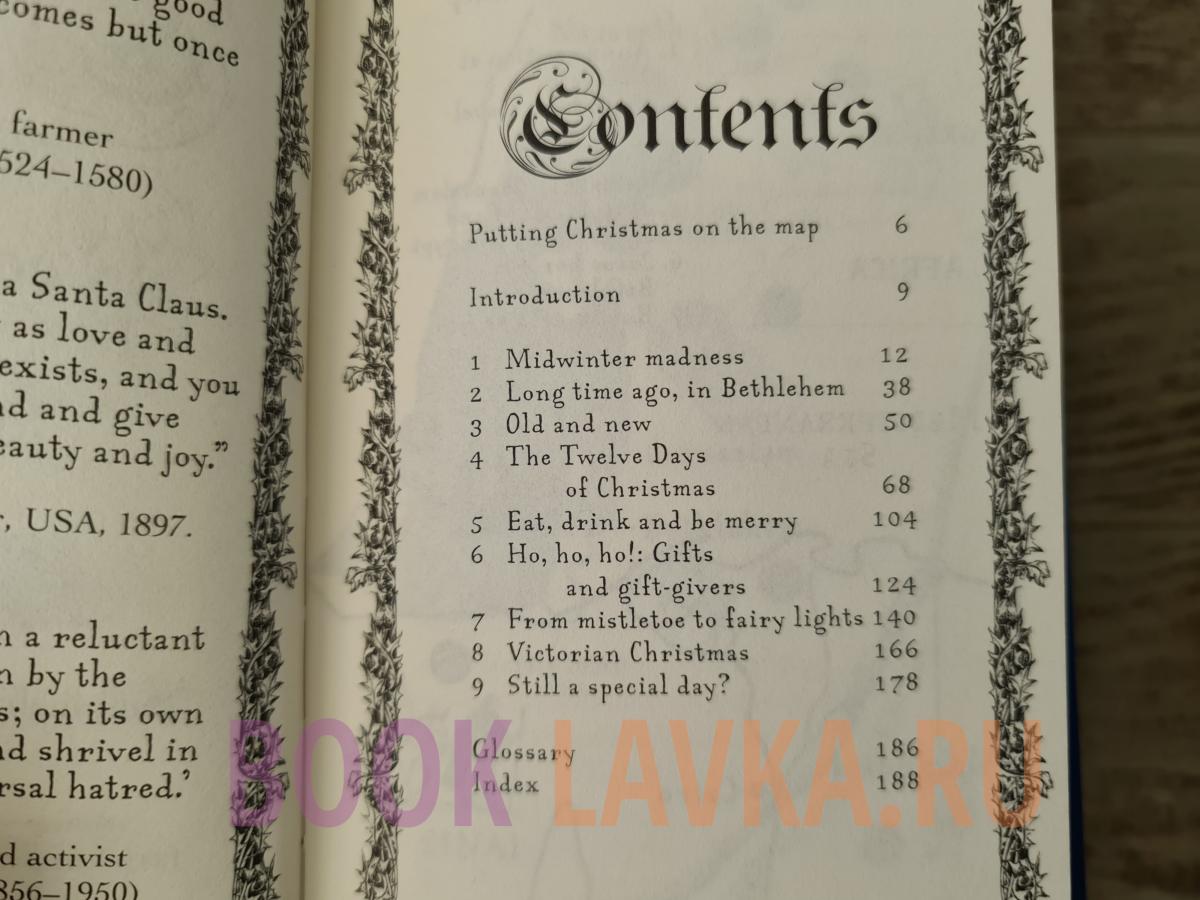 good
comes but once
farmer
524–1580)
a Santa Claus.
as love and
exists, and you
and give
beauty and joy.”
, USA, 1897.
a reluctant
by the
; on its own
shrivel in
hatred.’
activist
856–1950)
Contents
Putting Christmas on the map 6
Introduction 9
1 Midwinter madness 12
2 Long time ago, in Bethlehem 38
3 Old and new 50
4 The Twelve Days
of Christmas 68
5 Eat, drink and be merry 104
6 Ho, ho, ho!: Gifts
and gift-givers 124
7 From mistletoe to fairy lights 140
8 Victorian Christmas 166
9 Still a special day? 178
Glossary 186
Index 188
BOOK LAVKA.RU